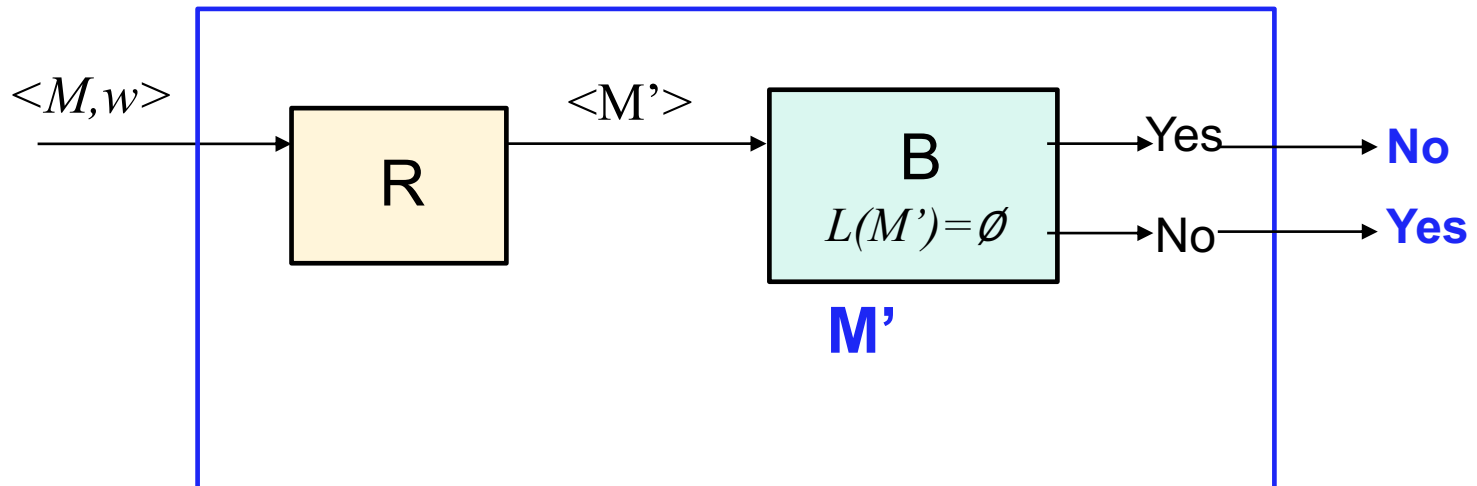 <M,w>
R
<M’>
B
L(M’)=Ø
Yes
No
No
Yes
M’